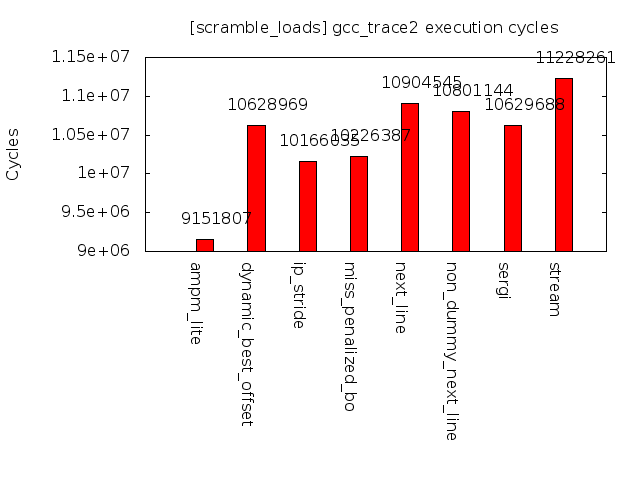 [scramble_loads] gcc_trace2 execution cycles
Cycles
1.15e+07
1.1e+07
1.05e+07
1e+07
9.5e+06
9e+06
9151807
10628969
10166035
10226387
10904545
10801144
10629688
11228261
ampm_lite
dynamic_best_offset
ip_stride
miss_penalized_bo
next_line
non_dummy_next_line
sergi
stream